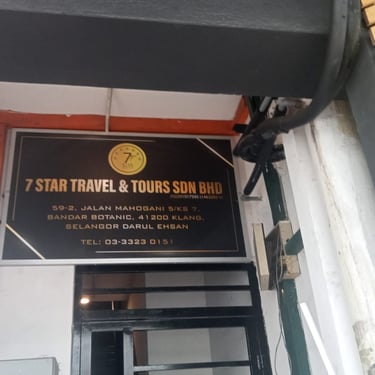 7
7 STAR TRAVEL & TOURS SDN BHD
59-2, JALAN MAHOGANI 5/KS 7,
BANDAR BOTANIC, 41200 KLANG,
SELANGOR DARUL EHSAN
TEL: 03-3323 0151